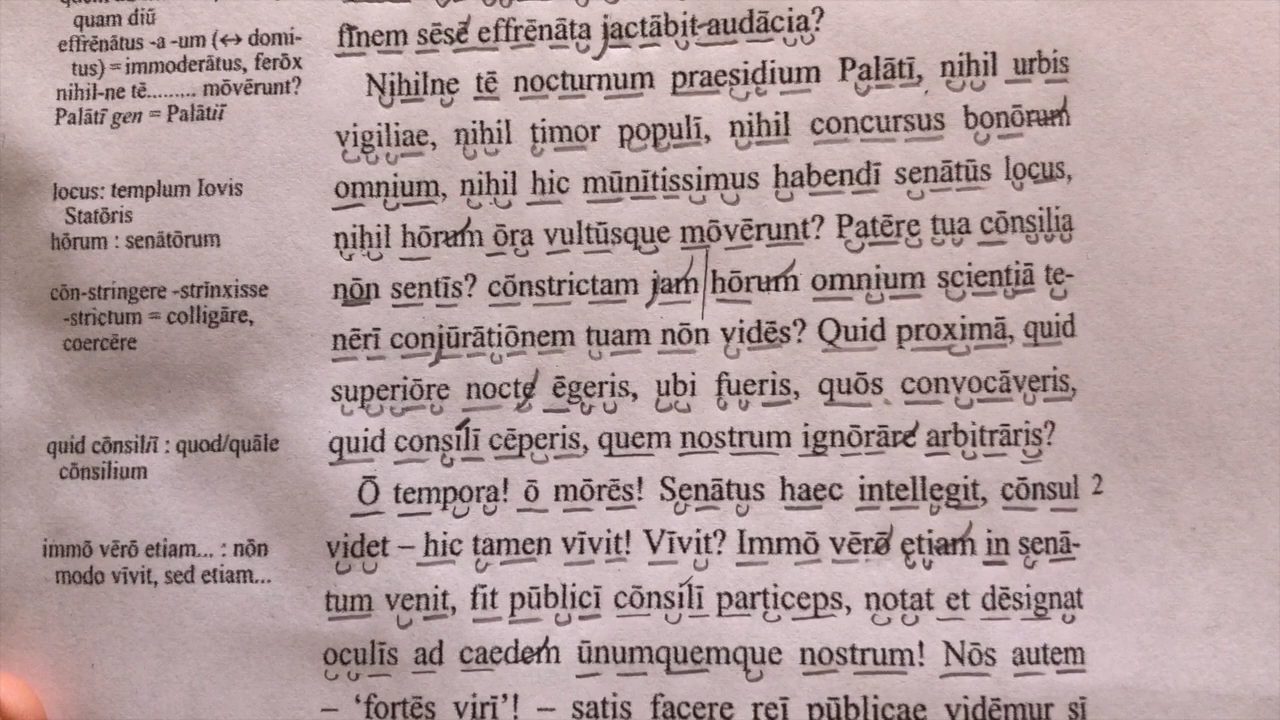 quam diū
effrēnātus -a -um (↔ domi-
tus) = immoderātus, ferōx
nihil-ne tē......... mōvērunt?
Palātī gen = Palātiī
locus: templum Iovis
Statōris
hōrum : senātōrum
cōn-stringere -strīnxisse
-strictum = colligāre,
coercēre
quid cōnsiliī : quod/quāle
cōnsilium
immō vērō etiam... : nōn
modo vīvit, sed etiam...
fīnem sēsē effrēnāta jactābit audācia?
Nihilne tē nocturnum praesidium Palātī, nihil urbis
vigiliae, nihil timor populī, nihil concursus bonōrum
omnium, nihil hic mūnītissimus habendī senātūs locus,
nihil hōrum ōra vultūsque mōvērunt? Patēre tua cōnsilia
nōn sentīs? cōnstrictam jam hōrum omnium scientiā te-
nērī conjūrātiōnem tuam nōn vidēs? Quid proximā, quid
superiōre nocte ēgeris, ubi fueris, quōs convocāveris,
quid consilī cēperis, quem nostrum ignōrāre arbitrāris?
Ō tempora! ō mōrēs! Senātus haec intellegit, cōnsul 2
videt – hic tamen vīvit! Vīvit? Immō vērō etiam in senā-
tum venit, fit pūblicī cōnsilī particeps, notat et dēsignat
oculīs ad caedem ūnumquemque nostrum! Nōs autem
– ‘fortēs virī’! – satis facere reī pūblicae vidēmur sī